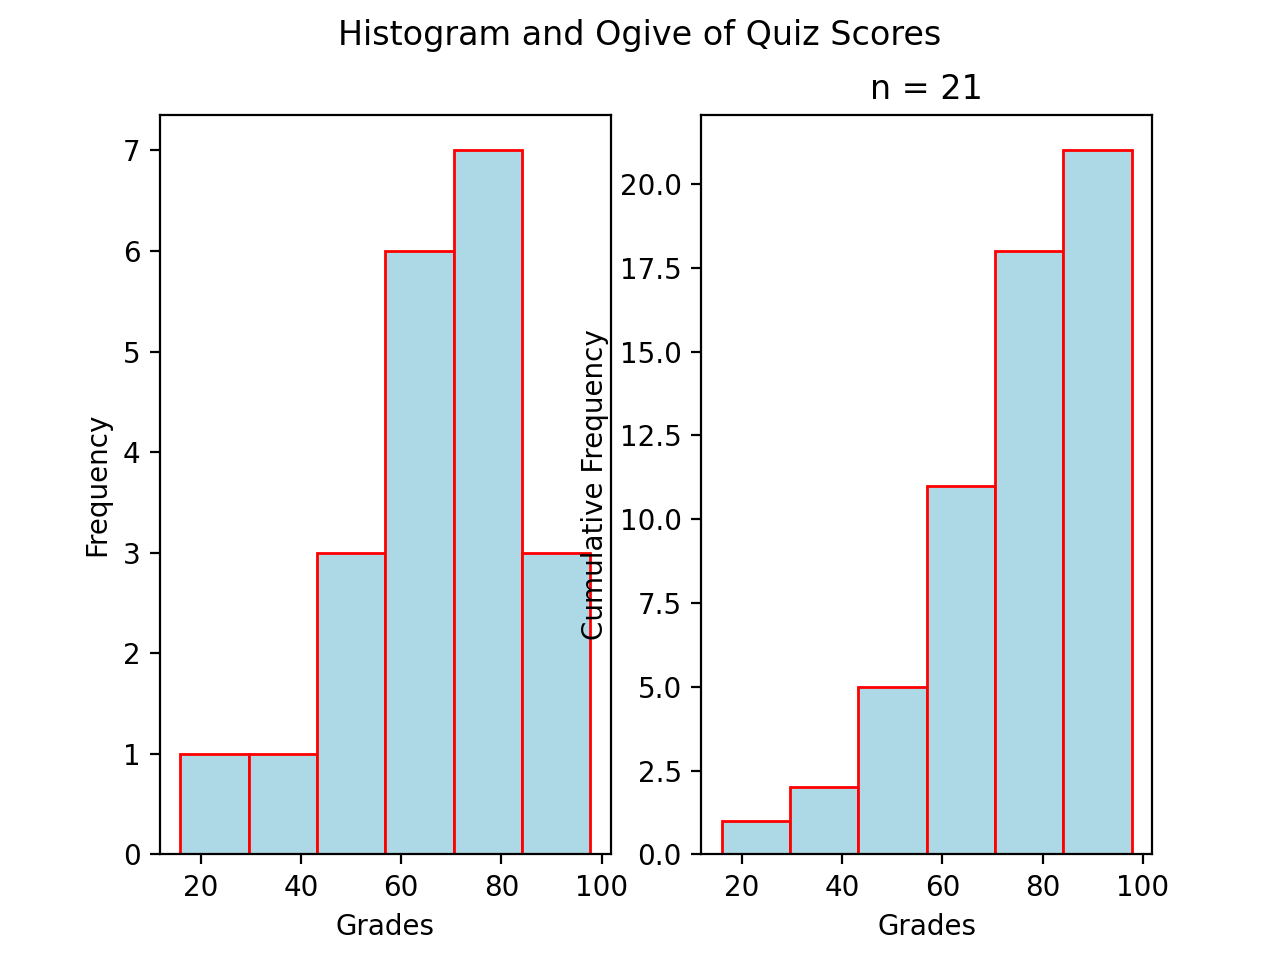 Histogram and Ogive of Quiz Scores
7
6
5
4
3
2
1
0
Frequency
20 40 60 80 100
Grades
n = 21
20.0
17.5
15.0
12.5
10.0
7.5
5.0
2.5
0.0
Cumulative Frequency
20 40 60 80 100
Grades